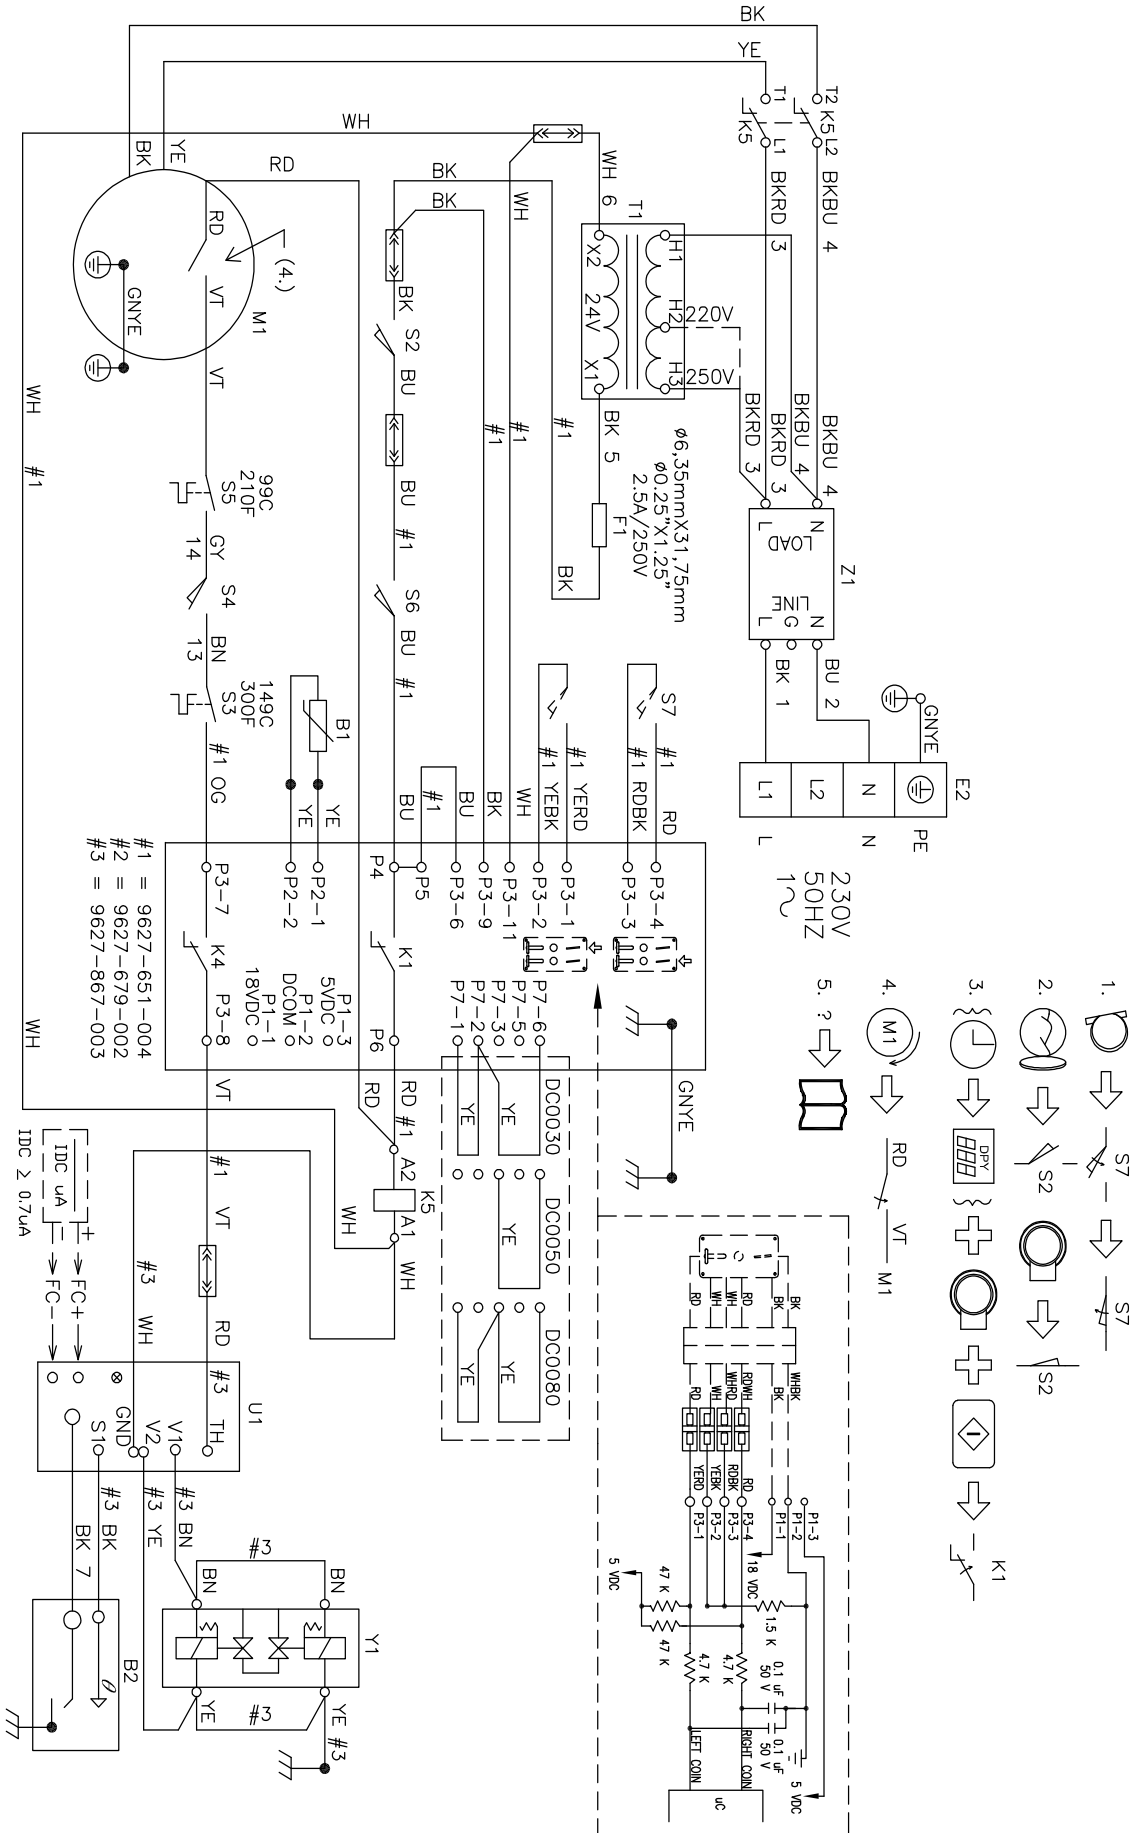 1.
S7
S7
2.
S2
S2
3.
DPY
K1
4.
M1
RD
VT
M1
5. ?
230V
50HZ
1
E2
PE
N
L2
L1
N
L
GNYE
BU 2
BK 1
Z1
N
G
L
LINE
LOAD
N
L
BKBU 4
BKBU 4
BKRD 3
BKRD 3
BKBU 4
BKRD 3
T2
K5
L2
T1
K5
L1
BK
YE
T1
H1
H2
H3
220V
250V
X2
24V
X1
WH 6
BK 5
ø6,35mmX31,75mm
ø0.25"X1.25"
2.5A/250V
F1
BK
WH
WH
BK
BK
#1
#1
#1
BK
S2
BU
BU
#1
S6
BU
#1
BU
RD
YE
BK
RD
VT
(4.)
M1
GNYE
VT
99C
210F
S5
GY
14
S4
BN
13
149C
300F
S3
#1 OG
WH
#1
WH
B1
YE
YE
S7
RD
#1
#1 RDBK
#1 YERD
#1 YEBK
WH
BK
BU
#1
P3-4
P3-3
P3-1
P3-2
P3-11
P3-9
P3-6
P5
P4
P2-1
P2-2
P3-7
K1
K4
P6
P3-8
P1-3
5VDC
P1-2
DCOM
P1-1
18VDC
P7-6
P7-5
P7-3
P7-2
P7-1
#1 = 9627-651-004
#2 = 9627-679-002
#3 = 9627-867-003
GNYE
DC0030
YE
YE
DC0050
YE
DC0080
YE
YE
RD #1
RD
A2
K5
A1
WH
WH
VT
#1
VT
RD
#3
#3
WH
IDC uA
IDC ≥ 0.7uA
+
-
FC+
FC-
U1
TH
V1
V2
GND
S1
#3 BN
#3 YE
#3 BK
BK 7
B2
θ
#3
BN
BN
Y1
YE
#3
YE #3
BK
BK
RD
WH
WH
RD
WHBK
BK
RDWH
WHRD
WH
RD
RD
RDBK
YEBK
YERD
P1-3
P1-2
P1-1
P3-4
P3-3
P3-2
P3-1
18 VDC
5 VDC
47 K
47 K
1.5 K
4.7 K
4.7 K
0.1 uF
50 V
0.1 uF
50 V
5 VDC
RIGHT COIN
LEFT COIN
uC